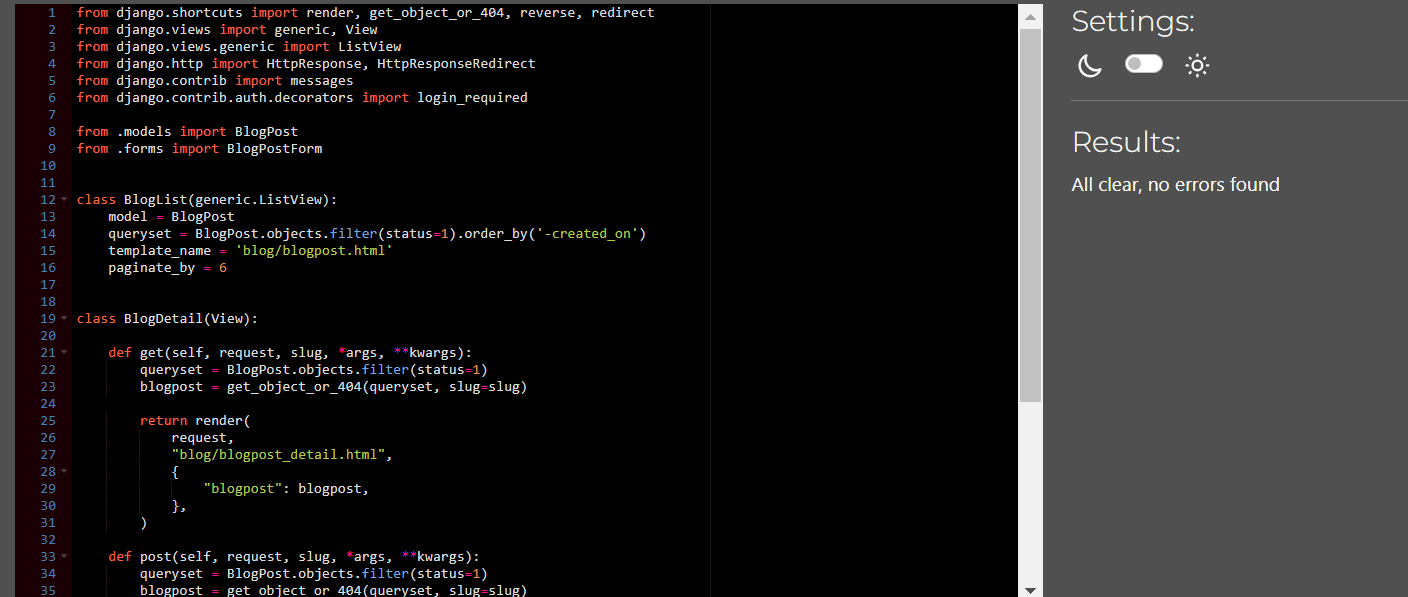 1 from django.shortcuts import render, get_object_or_404, reverse, redirect
2 from django.views import generic, View
3 from django.views.generic import ListView
4 from django.http import HttpResponse, HttpResponseRedirect
5 from django.contrib import messages
6 from django.contrib.auth.decorators import login_required
7
8 from .models import BlogPost
9 from .forms import BlogPostForm
10
11
12 class BlogList(generic.ListView):
13     model = BlogPost
14     queryset = BlogPost.objects.filter(status=1).order_by('-created_on')
15     template_name = 'blog/blogpost.html'
16     paginate_by = 6
17
18
19 class BlogDetail(View):
20
21     def get(self, request, slug, *args, **kwargs):
22         queryset = BlogPost.objects.filter(status=1)
23         blogpost = get_object_or_404(queryset, slug=slug)
24
25         return render(
26             request,
27             "blog/blogpost_detail.html",
28             {
29                 "blogpost": blogpost,
30             },
31         )
32
33     def post(self, request, slug, *args, **kwargs):
34         queryset = BlogPost.objects.filter(status=1)
35         blogpost = get_object_or_404(queryset, slug=slug)
Settings:
Results:
All clear, no errors found